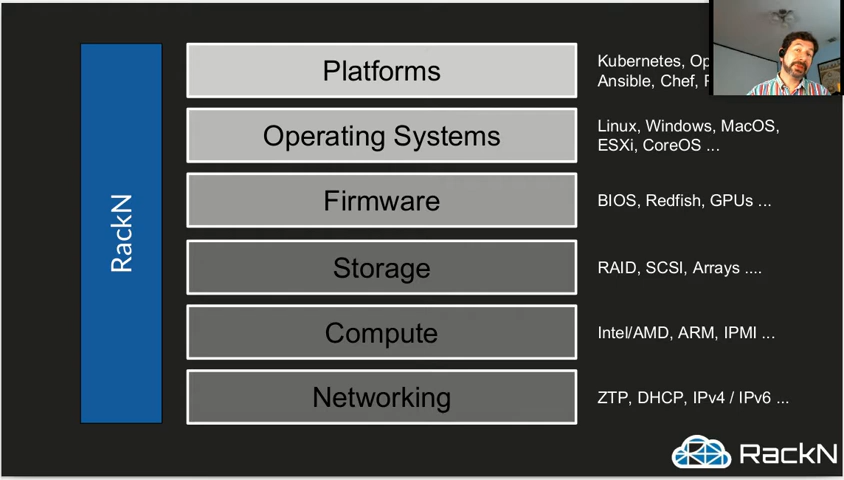 RackN
Platforms
Kubernetes,
Ansible, Chef,
Operating Systems
Linux, Windows, MacOS,
ESXi, CoreOS ...
Firmware
BIOS, Redfish, GPUs ...
Storage
RAID, SCSI, Arrays ....
Compute
Intel/AMD, ARM, IPMI ...
Networking
ZTP, DHCP, IPv4 / IPv6 ...
RackN